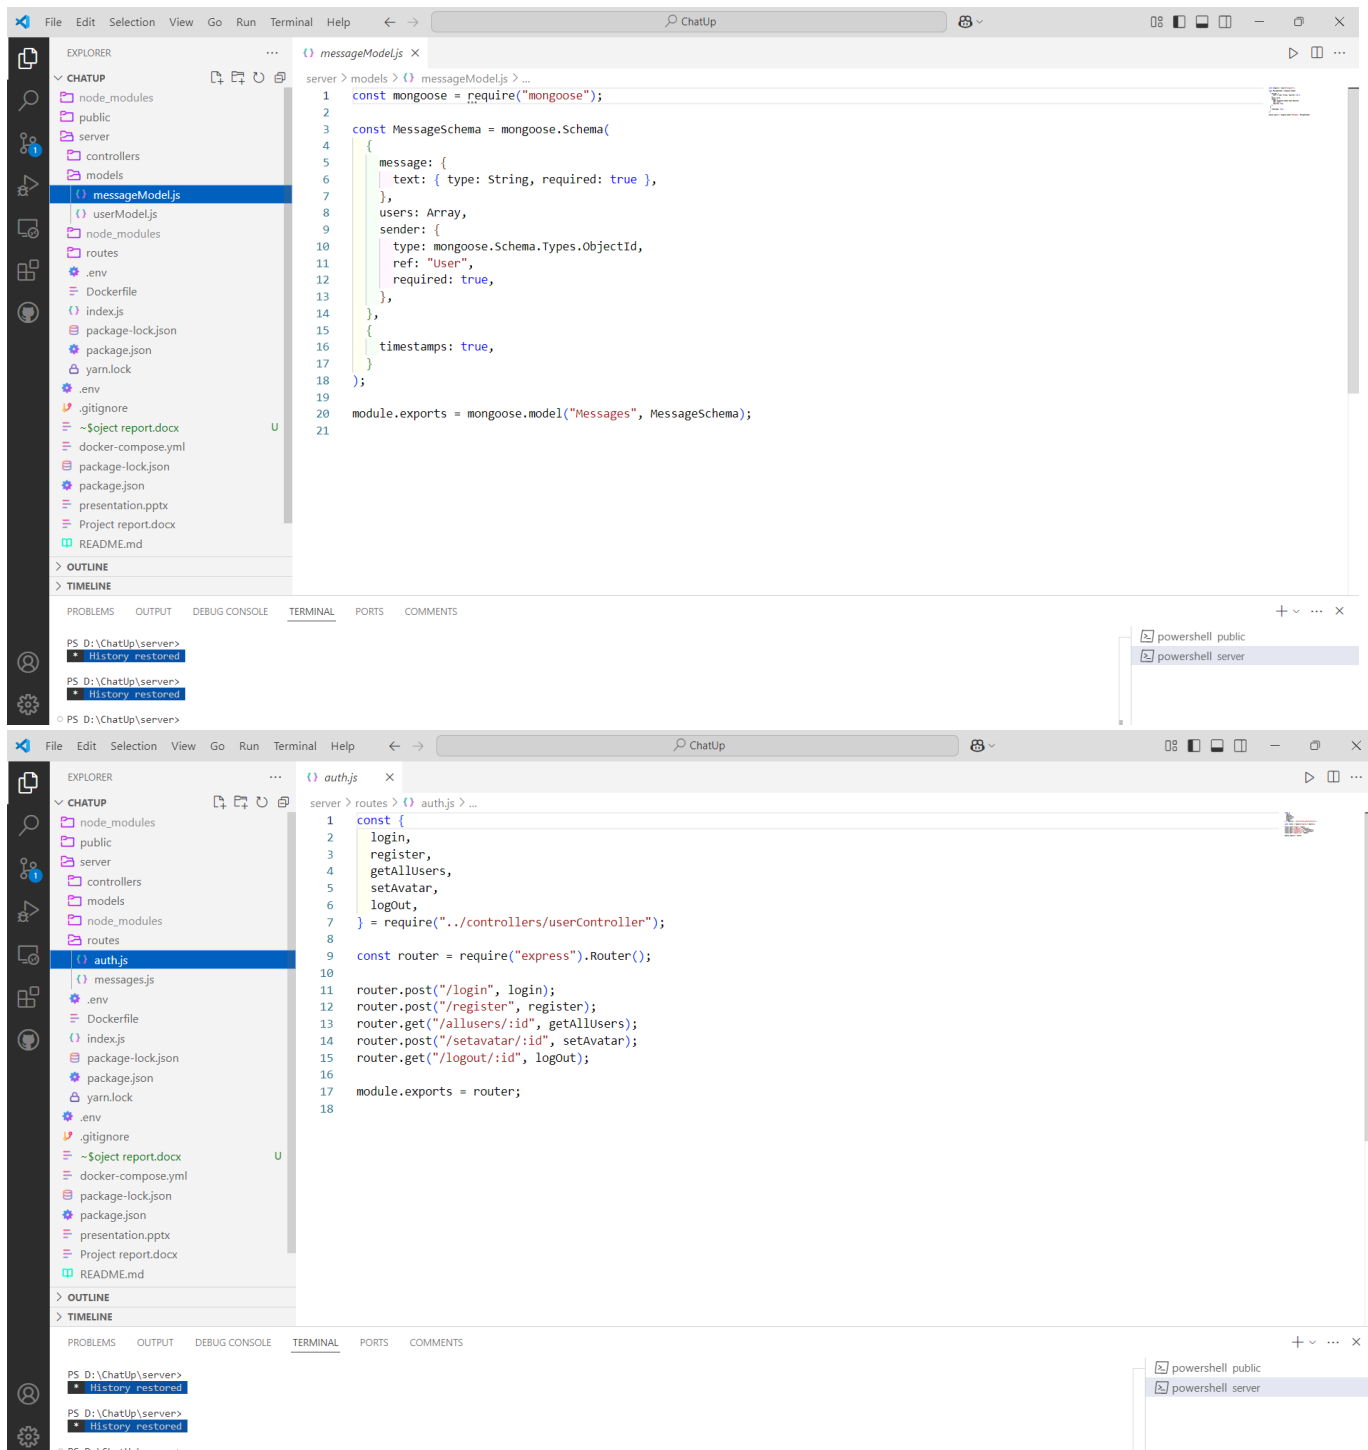 File Edit Selection View Go Run Terminal Help ChatUp
EXPLORER
messageModel.js
CHATUP
server > models > messageModel.js > ...
node_modules
public
server
controllers
models
messageModel.js
userModel.js
node_modules
routes
.env
Dockerfile
index.js
package-lock.json
package.json
yarn.lock
.env
.gitignore
~$oject report.docx U
docker-compose.yml
package-lock.json
package.json
presentation.pptx
Project report.docx
README.md
OUTLINE
TIMELINE
1 const mongoose = require("mongoose");
2
3 const MessageSchema = mongoose.Schema(
4 {
5 message: {
6 text: { type: String, required: true },
7 },
8 users: Array,
9 sender: {
10 type: mongoose.Schema.Types.ObjectId,
11 ref: "User",
12 required: true,
13 },
14 },
15 {
16 timestamps: true,
17 }
18 );
19
20 module.exports = mongoose.model("Messages", MessageSchema);
21
PROBLEMS OUTPUT DEBUG CONSOLE TERMINAL PORTS COMMENTS
PS D:\ChatUp\server>
* History restored
PS D:\ChatUp\server>
* History restored
PS D:\ChatUp\server>
powershell public
powershell server
File Edit Selection View Go Run Terminal Help ChatUp
EXPLORER
auth.js
CHATUP
server > routes > auth.js > ...
node_modules
public
server
controllers
models
node_modules
routes
auth.js
messages.js
.env
Dockerfile
index.js
package-lock.json
package.json
yarn.lock
.env
.gitignore
~$oject report.docx U
docker-compose.yml
package-lock.json
package.json
presentation.pptx
Project report.docx
README.md
OUTLINE
TIMELINE
1 const {
2 login,
3 register,
4 getAllUsers,
5 setAvatar,
6 logOut,
7 } = require("../controllers/userController");
8
9 const router = require("express").Router();
10
11 router.post("/login", login);
12 router.post("/register", register);
13 router.get("/allusers/:id", getAllUsers);
14 router.post("/setavatar/:id", setAvatar);
15 router.get("/logout/:id", logOut);
16
17 module.exports = router;
18
PROBLEMS OUTPUT DEBUG CONSOLE TERMINAL PORTS COMMENTS
PS D:\ChatUp\server>
* History restored
PS D:\ChatUp\server>
* History restored
powershell public
powershell server